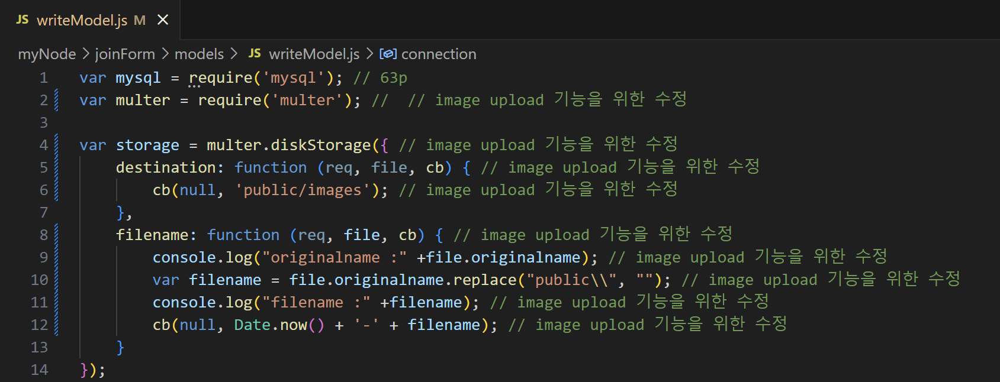 JS writeModel.js M ×
myNode > joinForm > models > JS writeModel.js > connection
1 var mysql = require('mysql'); // 63p
2 var multer = require('multer'); //  // image upload 기능을 위한 수정
3
4 var storage = multer.diskStorage({ // image upload 기능을 위한 수정
5     destination: function (req, file, cb) { // image upload 기능을 위한 수정
6         cb(null, 'public/images'); // image upload 기능을 위한 수정
7     },
8     filename: function (req, file, cb) { // image upload 기능을 위한 수정
9         console.log("originalname :" +file.originalname); // image upload 기능을 위한 수정
10         var filename = file.originalname.replace("public\\", ""); // image upload 기능을 위한 수정
11         console.log("filename :" +filename); // image upload 기능을 위한 수정
12         cb(null, Date.now() + '-' + filename); // image upload 기능을 위한 수정
13     }
14 });